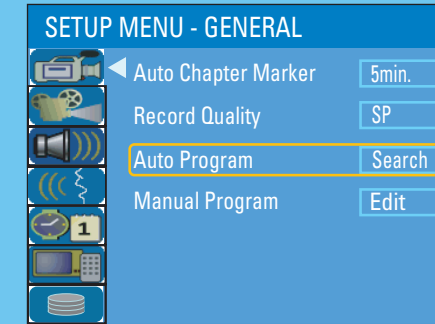 SETUP MENU - GENERAL
Auto Chapter Marker 5min.
Record Quality SP
Auto Program Search
Manual Program Edit
1